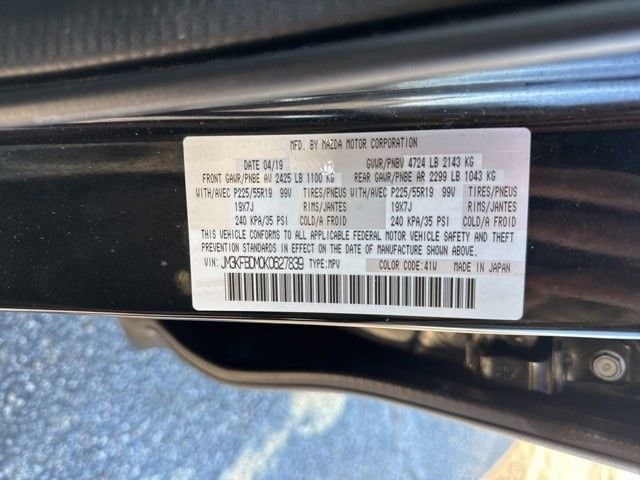 MFD. BY MAZDA MOTOR CORPORATION
DATE 04/19 GVWR/PNBV 4724 LB 2143 KG
FRONT GAWR/PNBE AV 2425 LB 1100 KG REAR GAWR/PNBE AR 2299 LB 1043 KG
WITH/AVEC P225/55R19 99V TIRES/PNEUS WITH/AVEC P225/55R19 99V TIRES/PNEUS
19X7J RIMS/JANTES 19X7J RIMS/JANTES
240 KPA/35 PSI COLD/A FROID 240 KPA/35 PSI COLD/A FROID
THIS VEHICLE CONFORMS TO ALL APPLICABLE FEDERAL MOTOR VEHICLE SAFETY AND THEFT
PREVENTION STANDARDS IN EFFECT ON THE DATE OF MANUFACTURE SHOWN ABOVE.
VIN: JM3KFBDM0K0627839 TYPE:MPV COLOR CODE:41W MADE IN JAPAN